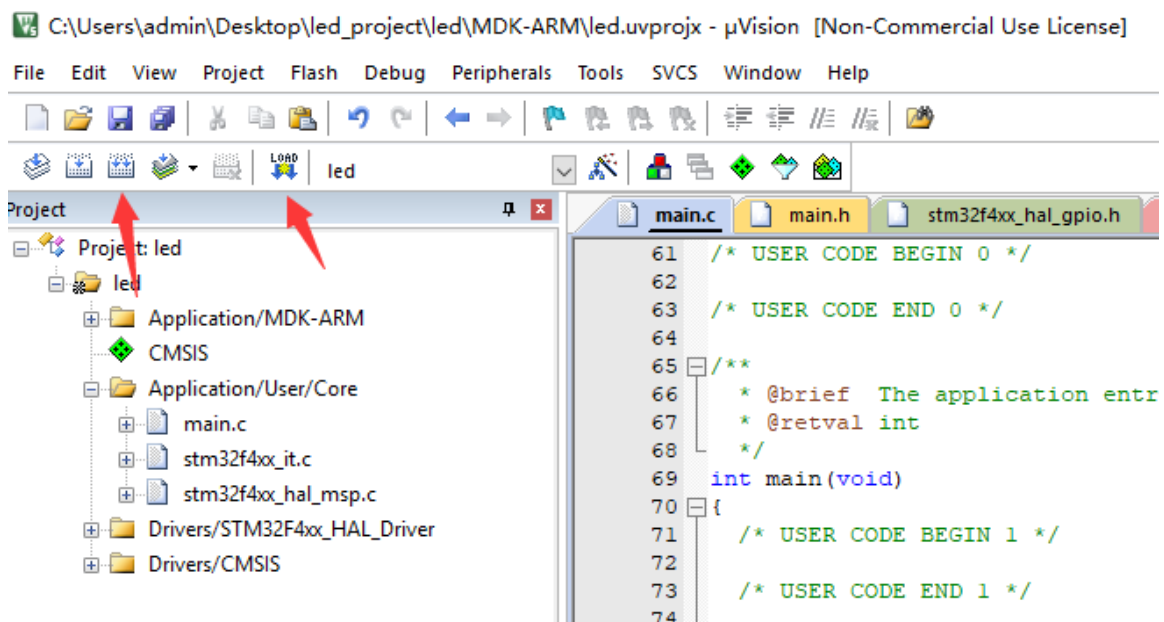 C:\Users\admin\Desktop\led_project\led\MDK-ARM\led.uvprojx - µVision [Non-Commercial Use License]
File Edit View Project Flash Debug Peripherals Tools SVCS Window Help
LOAD led
Project
main.c main.h stm32f4xx_hal_gpio.h
Project: led
led
Application/MDK-ARM
CMSIS
Application/User/Core
main.c
stm32f4xx_it.c
stm32f4xx_hal_msp.c
Drivers/STM32F4xx_HAL_Driver
Drivers/CMSIS
61 /* USER CODE BEGIN 0 */
62
63 /* USER CODE END 0 */
64
65 /**
66 * @brief The application entr
67 * @retval int
68 */
69 int main(void)
70 {
71 /* USER CODE BEGIN 1 */
72
73 /* USER CODE END 1 */
74